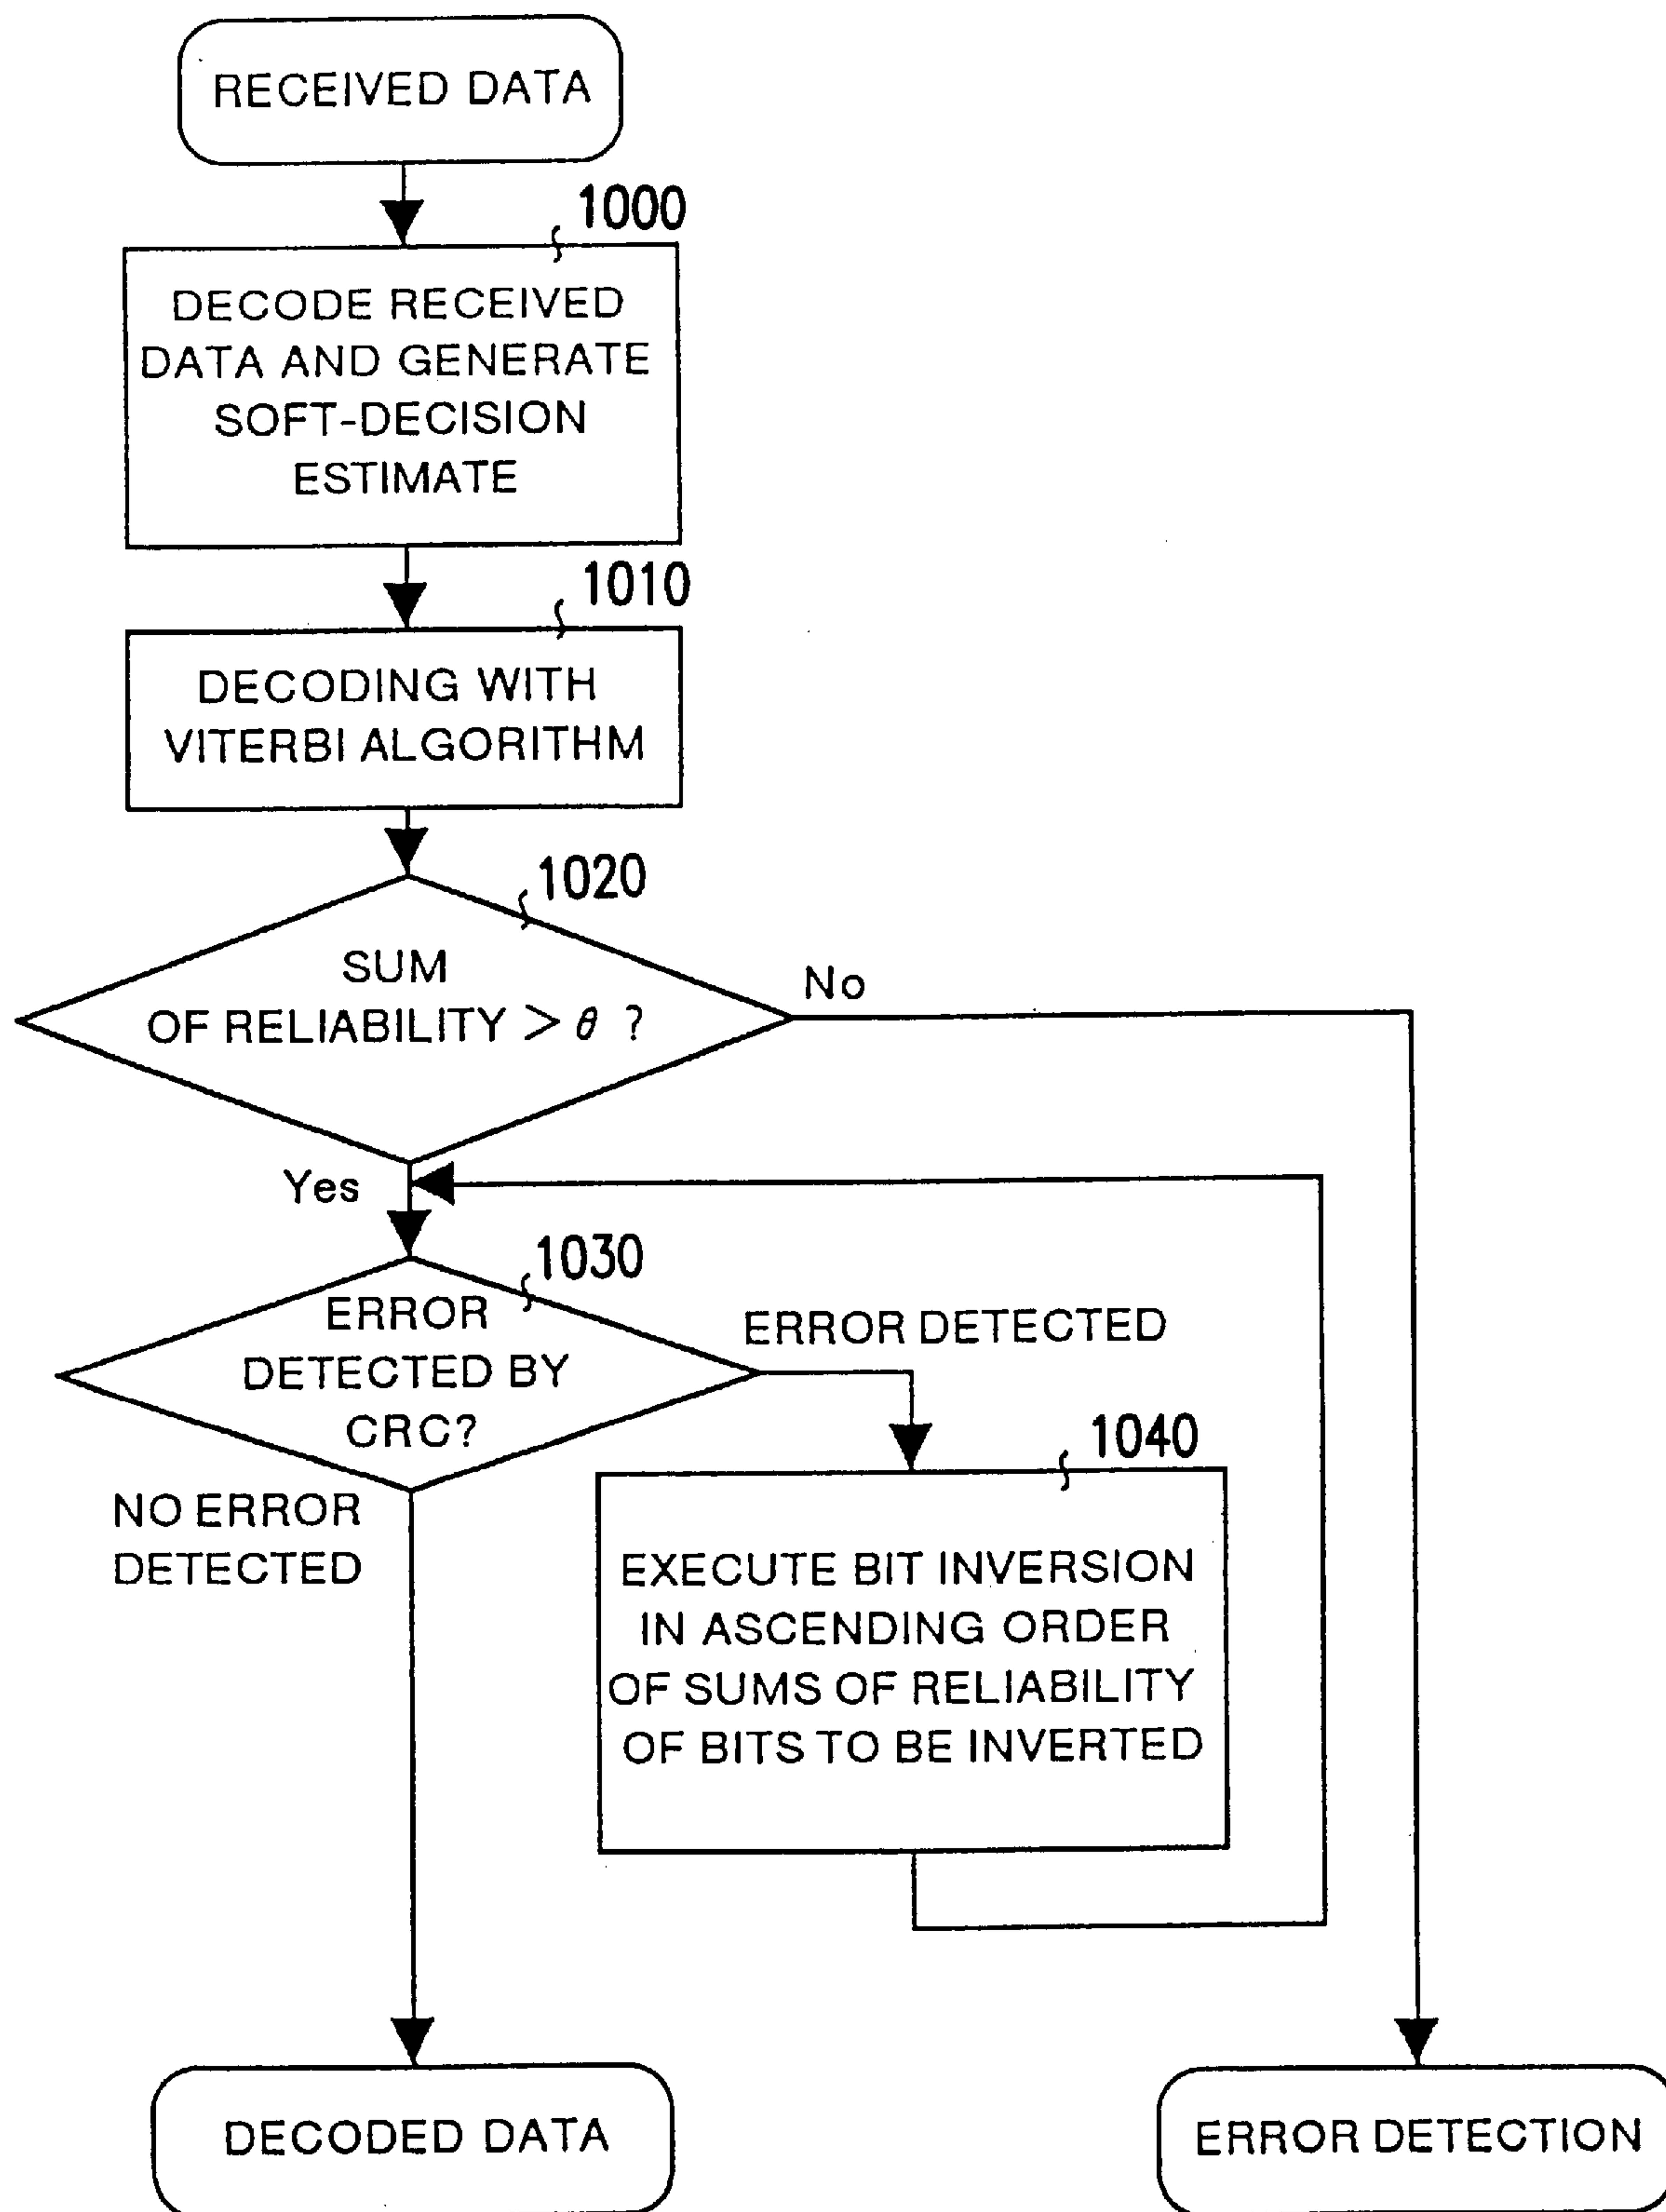 RECEIVED DATA
1000
DECODE RECEIVED
DATA AND GENERATE
SOFT-DECISION
ESTIMATE
1010
DECODING WITH
VITERBI ALGORITHM
1020
SUM
OF RELIABILITY > θ ?
No
Yes
1030
ERROR
DETECTED BY
CRC?
ERROR DETECTED
NO ERROR
DETECTED
1040
EXECUTE BIT INVERSION
IN ASCENDING ORDER
OF SUMS OF RELIABILITY
OF BITS TO BE INVERTED
DECODED DATA
ERROR DETECTION